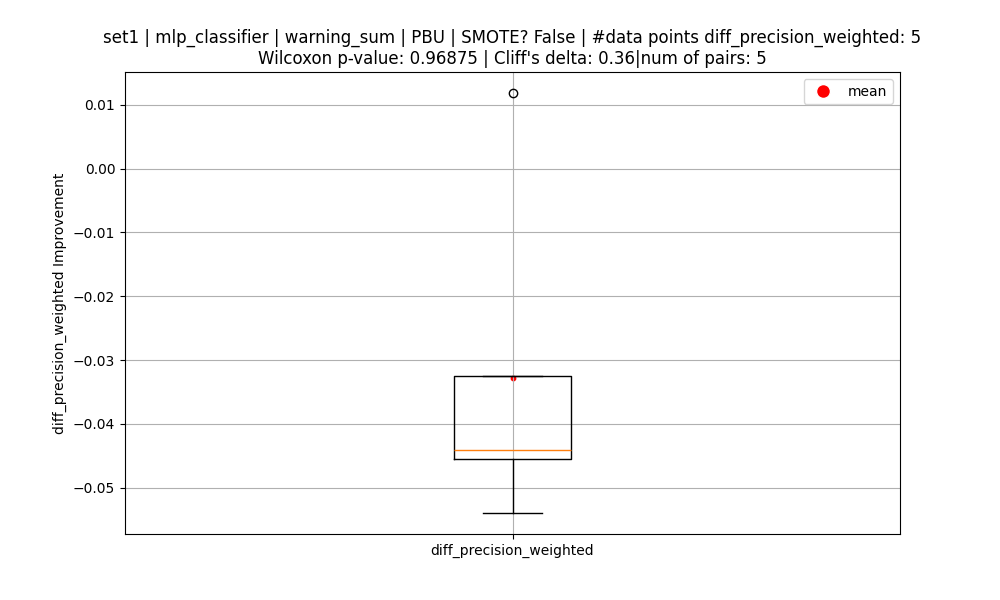 set1 | mlp_classifier | warning_sum | PBU | SMOTE? False | #data points diff_precision_weighted: 5
Wilcoxon p-value: 0.96875 | Cliff's delta: 0.36|num of pairs: 5
mean
0.01
0.00
−0.01
−0.02
−0.03
−0.04
−0.05
diff_precision_weighted Improvement
diff_precision_weighted